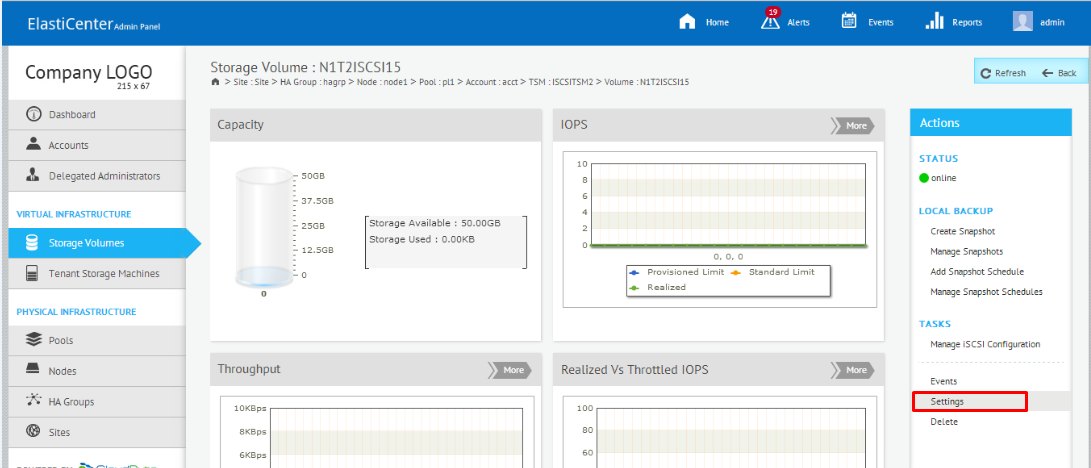 ElastiCenter Admin Panel
Home
19
Alerts
Events
Reports
admin
Company LOGO
215 x 67
Dashboard
Accounts
Delegated Administrators
VIRTUAL INFRASTRUCTURE
Storage Volumes
Tenant Storage Machines
PHYSICAL INFRASTRUCTURE
Pools
Nodes
HA Groups
Sites
Storage Volume : N1T2ISCSI15
> Site : Site > HA Group : hagrp > Node : node1 > Pool : pl1 > Account : acct > TSM : ISCSITSM2 > Volume : N1T2ISCSI15
Refresh
Back
Capacity
50GB
37.5GB
25GB
12.5GB
0
0
Storage Available : 50.00GB
Storage Used : 0.00KB
IOPS
More
10
8
6
4
2
0
0, 0, 0
Provisioned Limit
Standard Limit
Realized
Throughput
More
10KBps
8KBps
6KBps
Realized Vs Throttled IOPS
More
100
80
60
Actions
STATUS
online
LOCAL BACKUP
Create Snapshot
Manage Snapshots
Add Snapshot Schedule
Manage Snapshot Schedules
TASKS
Manage iSCSI Configuration
Events
Settings
Delete